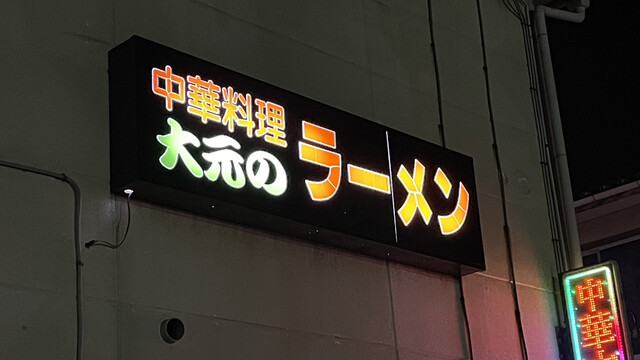 中華料理
大元の
ラーメン
中華